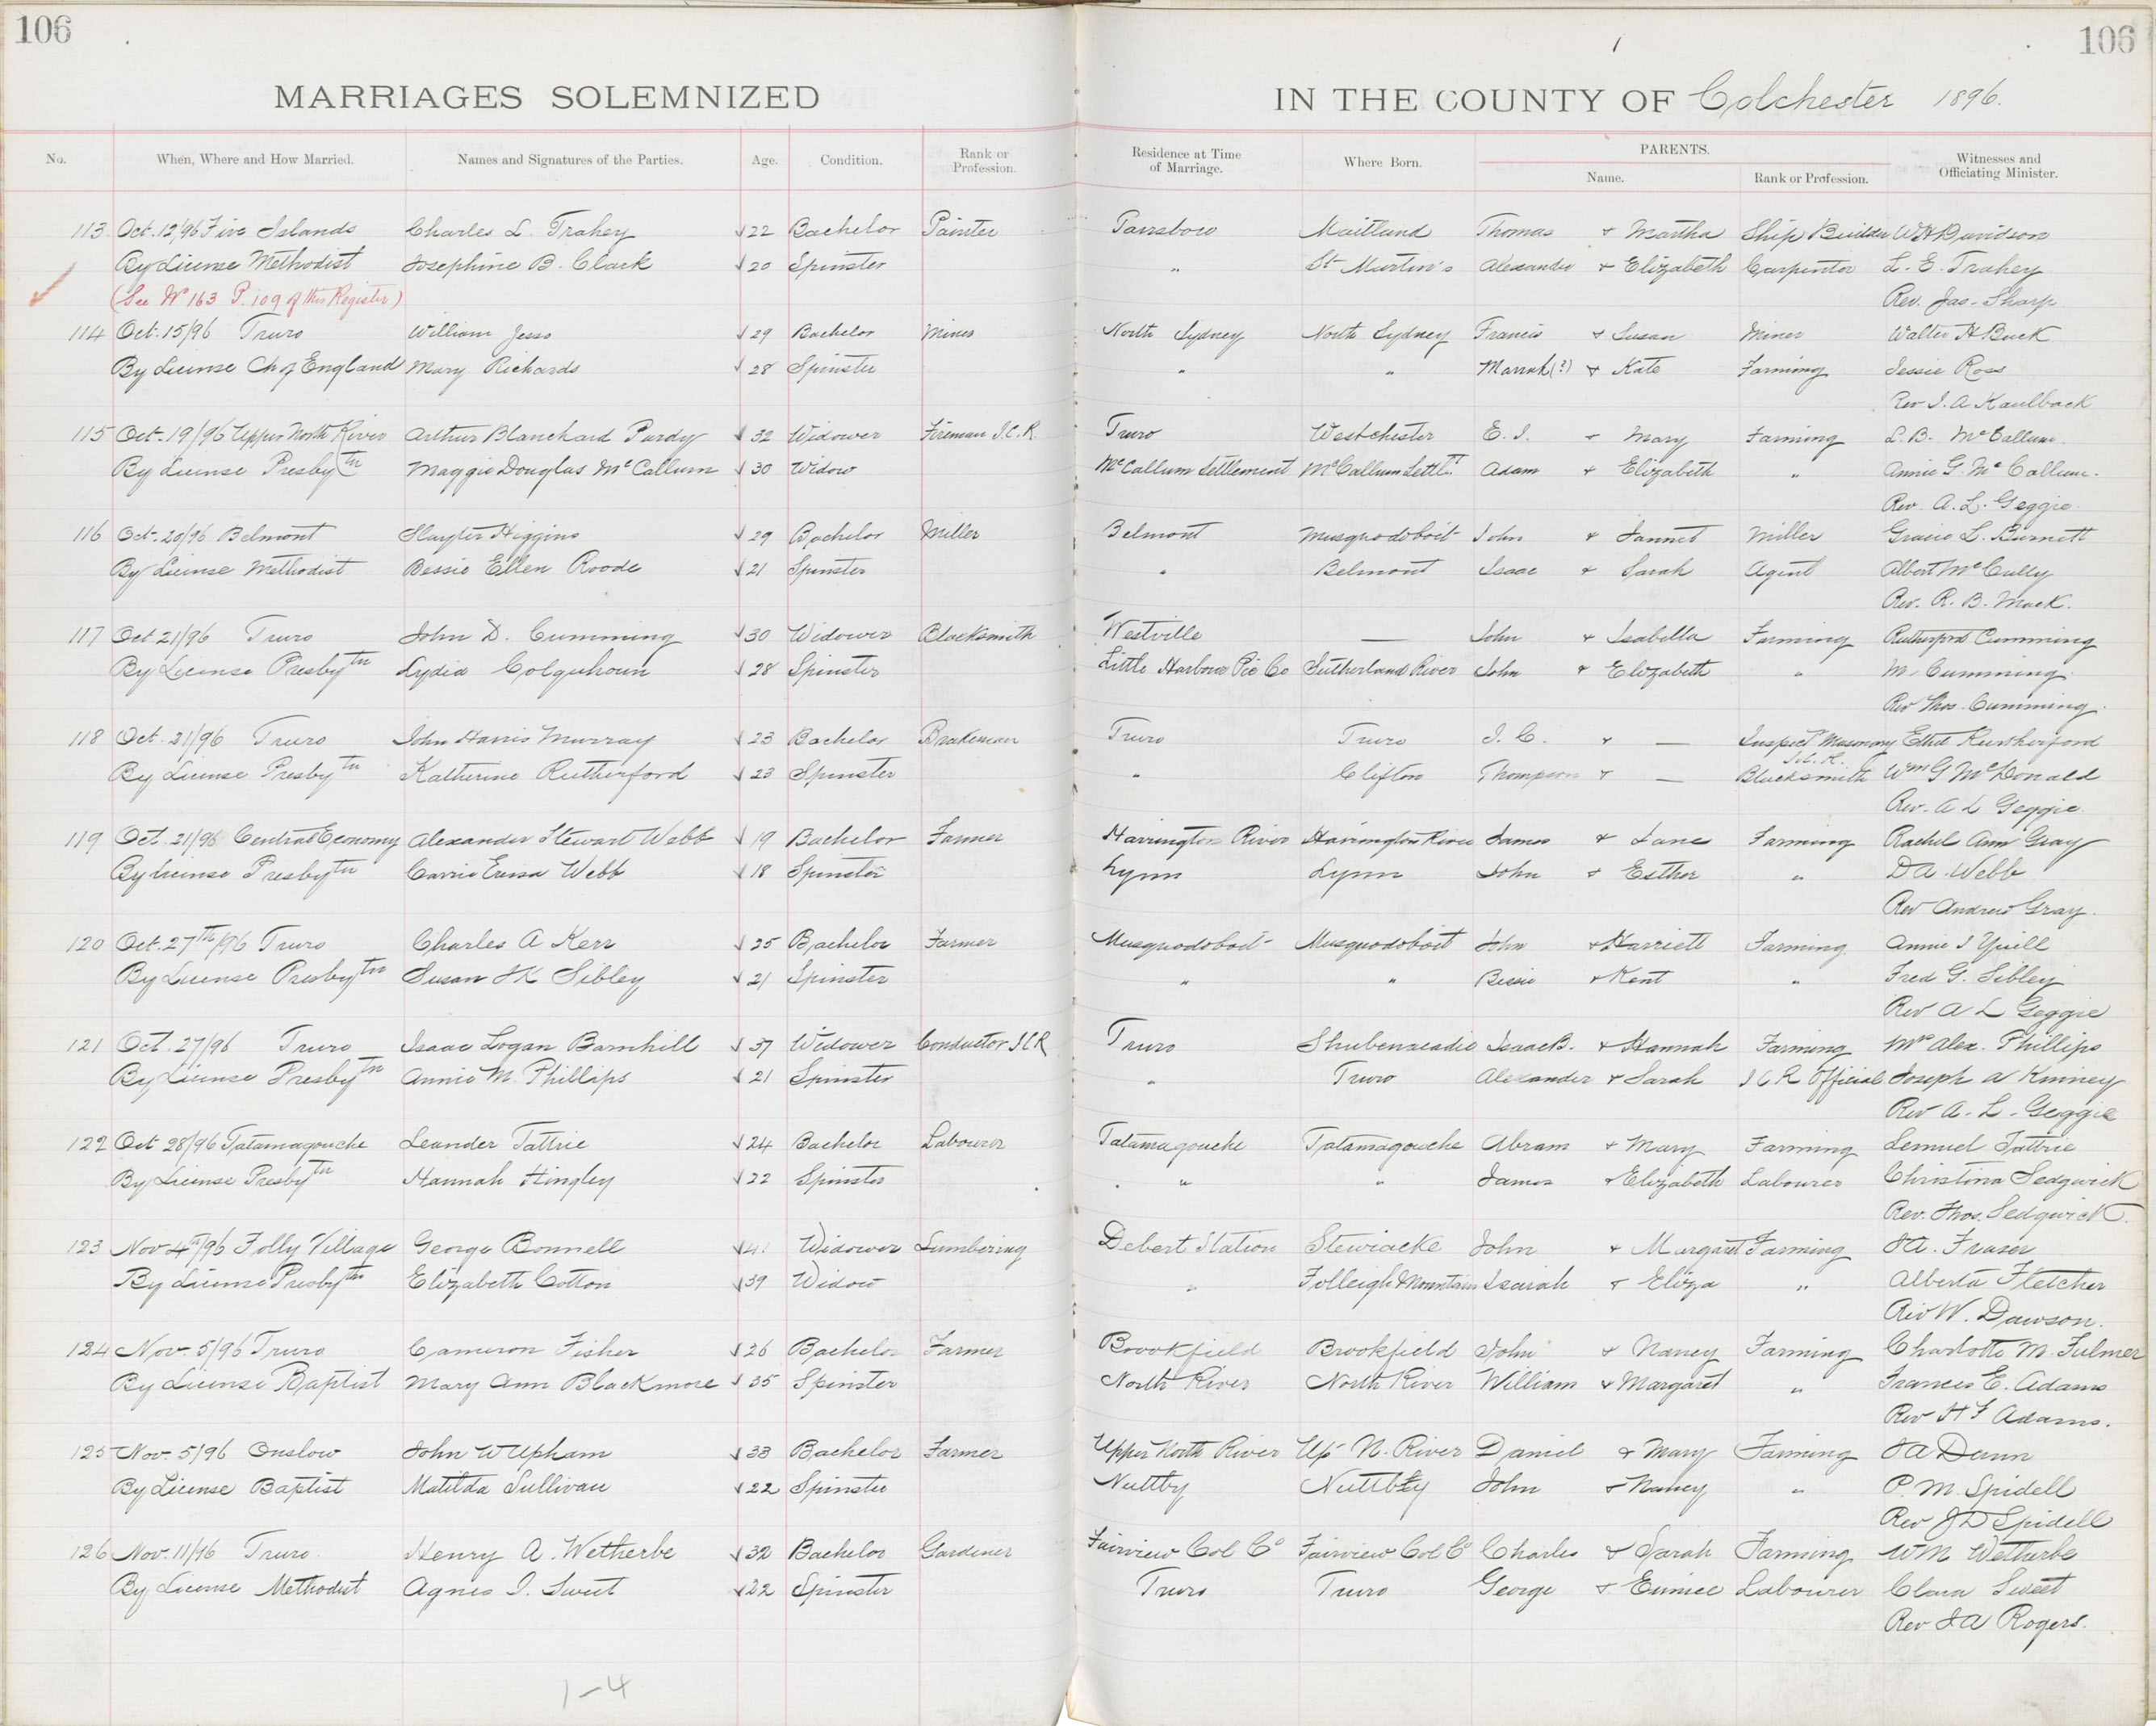 106
106
MARRIAGES SOLEMNIZED IN THE COUNTY OF Colchester 1896.
No. When, Where and How Married. Names and Signatures of the Parties. Age. Condition. Rank or Profession. Residence at Time of Marriage. Where Born. PARENTS. Name. Rank or Profession. Witnesses and Officiating Minister.
113 Oct. 12/96 Five Islands Charles L. Trahey 22 Bachelor Painter Parrsboro Maitland Thomas & Martha Ship Builder W H Davidson
By License Methodist Josephine B. Clark 20 Spinster " St Martin's Alexander & Elizabeth Carpenter L. E. Trahey
(See No 163 P. 109 of this Register) Rev. Jas. Sharp
114 Oct. 15/96 Truro William Jesso 29 Bachelor Miner North Sydney North Sydney Francis & Susan Miner Walter H Buck
By License Ch of England Mary Richards 28 Spinster " " Marrak(?) & Kate Farming Jessie Ross
Rev J. A Kaulback
115 Oct. 19/96 Upper North River Arthur Blanchard Purdy 32 Widower Fireman I.C.R. Truro Westchester E. J. & Mary Farming L. B. McCallum.
By License Presbytn Maggie Douglas McCallum 30 Widow McCallum Settlement McCallum Settlt. Adam & Elizabeth " Annie G. McCallum.
Rev. A. L. Geggie.
116 Oct. 20/96 Belmont Slayter Higgins 29 Bachelor Miller Belmont Musquodoboit John & Jannet Miller Gracie L. Burnett
By License Methodist Bessie Ellen Roode 21 Spinster " Belmont Isaac & Sarah Agent Albert McCully
Rev. R. B. Mack.
117 Oct 21/96 Truro John D. Cumming 30 Widower Blacksmith Westville — John & Isabella Farming Rutherford Cumming
By License Presbytn Lydia Colquhoun 28 Spinster Little Harbour Pic Co Sutherland River John & Elizabeth " M. Cumming.
Rev Thos. Cumming.
118 Oct. 21/96 Truro John Harris Murray 23 Bachelor Brakeman Truro Truro J. C. & — Inspect Masonary I.C.R. Ethel Rutherford
By License Presbytn Katherine Rutherford 23 Spinster " Clifton Thompson & — Blacksmith Wm G McDonald
Rev. A L Geggie.
119 Oct. 21/96 Central Economy Alexander Stewart Webb 19 Bachelor Farmer Harrington River Harrington River James & Jane Farming Rachel Ann Gray
By License Presbytn Carrie Webb 18 Spinster Lynn Lynn John & Esther " D A. Webb
Rev Andrew Gray.
120 Oct. 27th/96 Truro Charles A Kerr 25 Bachelor Farmer Musquodoboit Musquodoboit John & Harriett Farming. Annie J Yuill
By License Presbytn Susan Sibley 21 Spinster " " Bessie & Kent " Fred G. Sibley
Rev A L Geggie
121 Oct. 27/96 Truro Isaac Logan Barnhill 37 Widower Conductor I C R Truro Shubenacadie Isaac B. & Hannah Farming Mrs Alex. Phillips
By License Presbytn Annie M. Phillips 21 Spinster " Truro Alexander & Sarah I C R Official Joseph A Kinney
Rev A. L. Geggie
122 Oct 28/96 Tatamagouche Leander Tattrie 24 Bachelor Labourer Tatamagouche Tatamagouche Abram & Mary Farming Lemuel Tattrie
By License Presbytn Hannah Hingley 22 Spinster " " James & Elizabeth Labourer Christina Sedgwick
Rev. Thos. Sedgwick.
123 Nov 4th/96 Folly Village George Bonnell 41 Widower Lumbering Debert Station Stewiacke John & Margaret Farming J A. Fraser
By License Presbytn Elizabeth Cotton 39 Widow " Folleigh Mountain Isaiah & Eliza " Alberta Fletcher
Rev W. Dawson.
124 Nov. 5/96 Truro Cameron Fisher 26 Bachelor Farmer Brookfield Brookfield John & Nancy Farming Charlotte M. Fulmer
By License Baptist Mary Ann Blackmore 35 Spinster North River North River William & Margaret " Frances E. Adams
Rev H F Adams.
125 Nov. 5/96 Onslow John W Upham 33 Bachelor Farmer Upper North River Up N. River Daniel & Mary Farming J A Dunn
By License Baptist Matilda Sullivan 22 Spinster Nuttby Nuttby John & Nancy " P. M. Spidell
Rev J D Spidell
126 Nov. 11/96 Truro Henry A. Wetherbe 32 Bachelor Gardener Fairview Col Co Fairview Col Co Charles & Sarah Farming W M Wetherbe
By License Methodist Agnes J. Sweet 22 Spinster Truro Truro George & Eunice Labourer Clara Sweet
Rev J A Rogers.
1-4